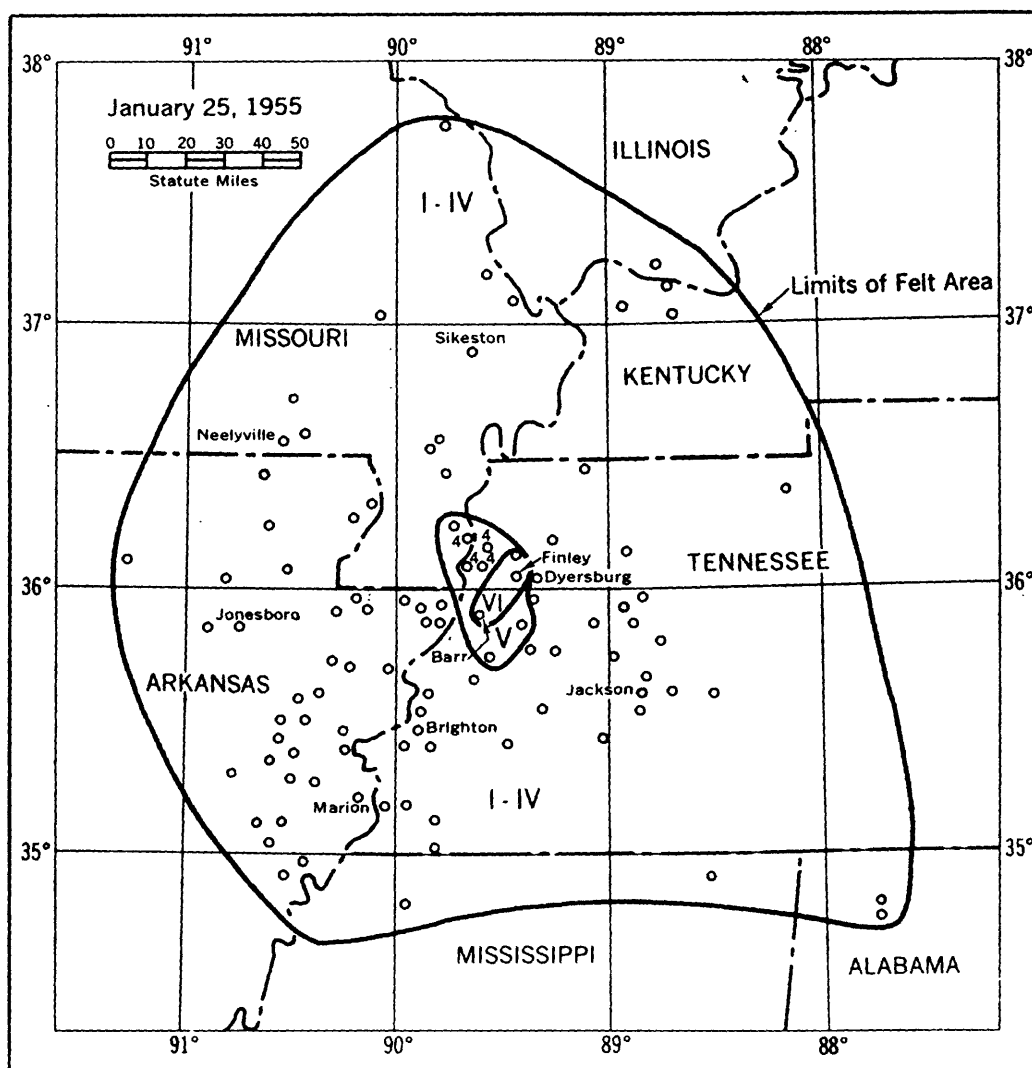 91° 90° 89° 88°
38° 38°
January 25, 1955
0 10 20 30 40 50
Statute Miles
ILLINOIS
I-IV
Limits of Felt Area
37° 37°
MISSOURI
Sikeston
KENTUCKY
Neelyville
4 4
4 4
Finley
TENNESSEE
36° Dyersburg 36°
Jonesboro
VI
V
Barr
ARKANSAS
Jackson
Brighton
Marion
I-IV
35° 35°
MISSISSIPPI
ALABAMA
91° 90° 89° 88°